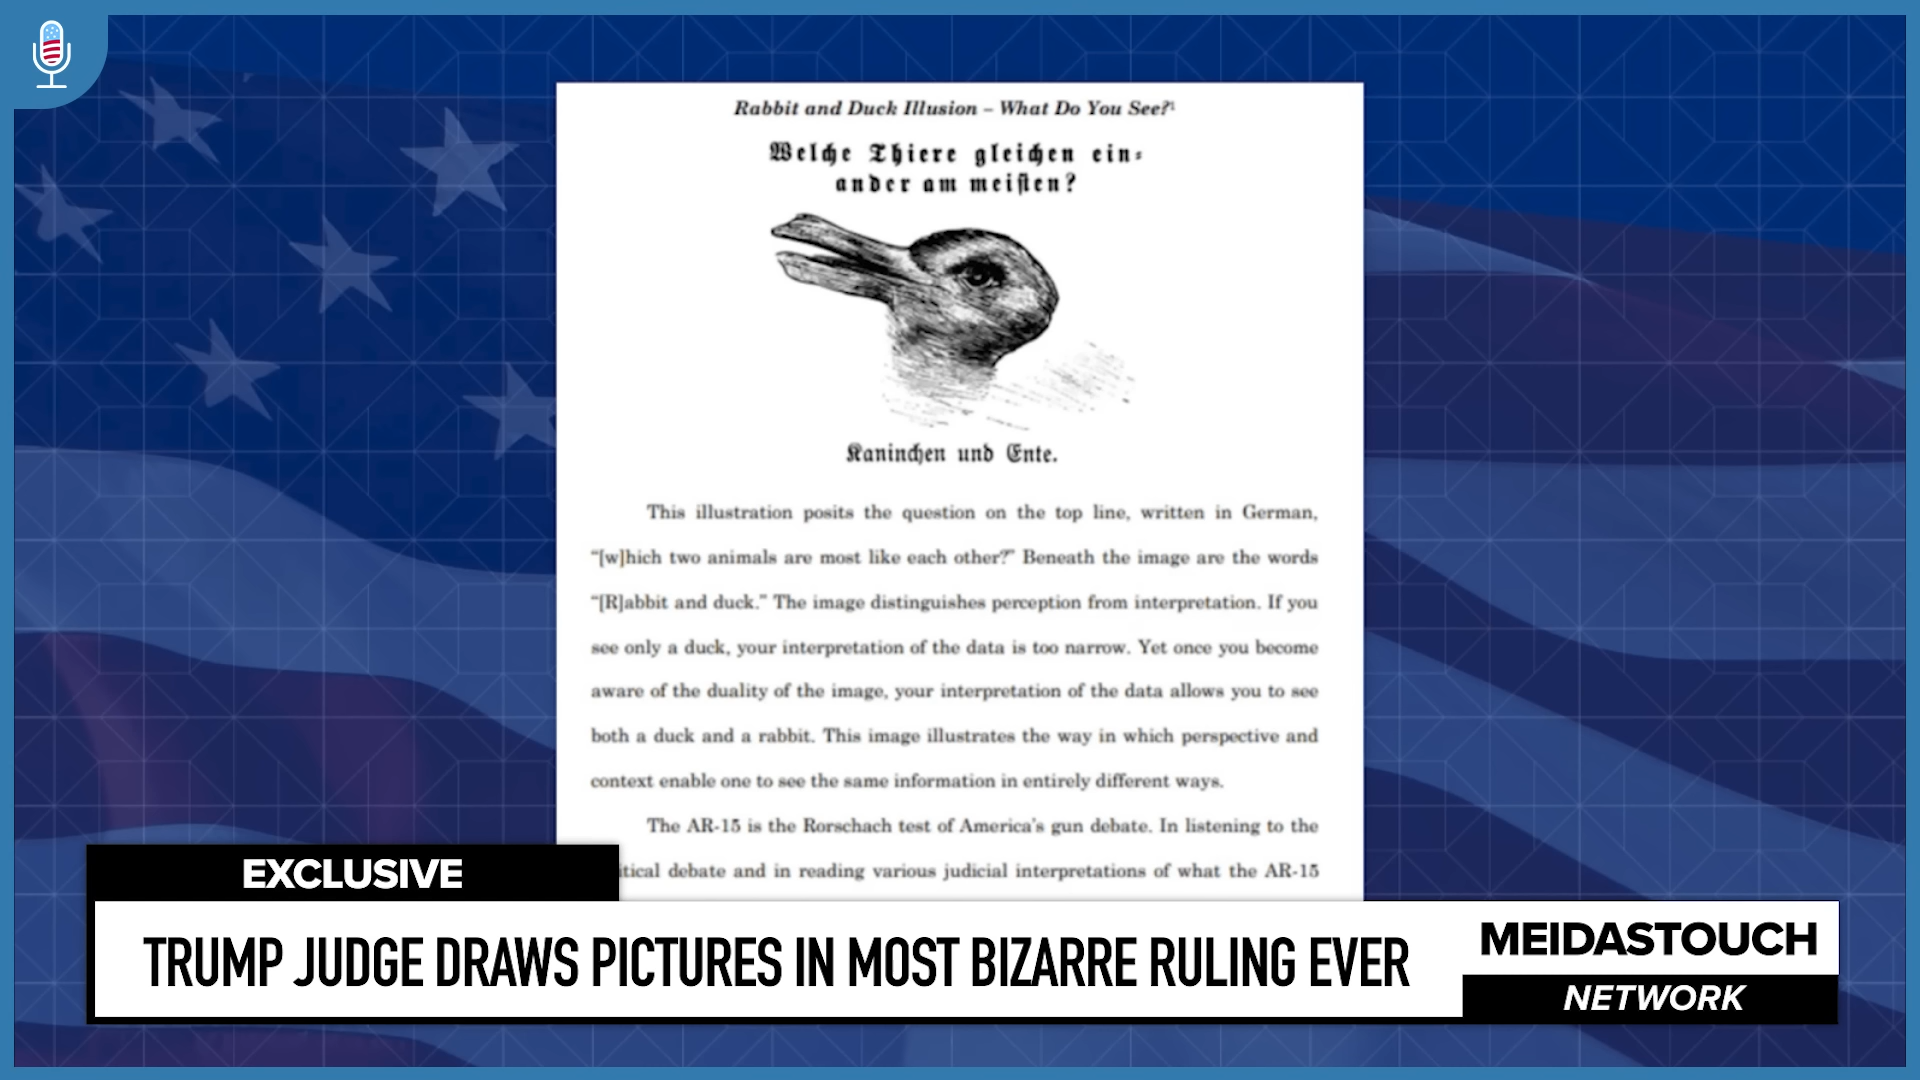 Rabbit and Duck Illusion – What Do You See?¹
Welche Thiere gleichen ein⸗
ander am meiſten?
Kaninchen und Ente.
This illustration posits the question on the top line, written in German,
“[w]hich two animals are most like each other?” Beneath the image are the words
“[R]abbit and duck.” The image distinguishes perception from interpretation. If you
see only a duck, your interpretation of the data is too narrow. Yet once you become
aware of the duality of the image, your interpretation of the data allows you to see
both a duck and a rabbit. This image illustrates the way in which perspective and
context enable one to see the same information in entirely different ways.
The AR-15 is the Rorschach test of America’s gun debate. In listening to the
debate and in reading various judicial interpretations of what the AR-15
EXCLUSIVE
TRUMP JUDGE DRAWS PICTURES IN MOST BIZARRE RULING EVER
MEIDASTOUCH
NETWORK